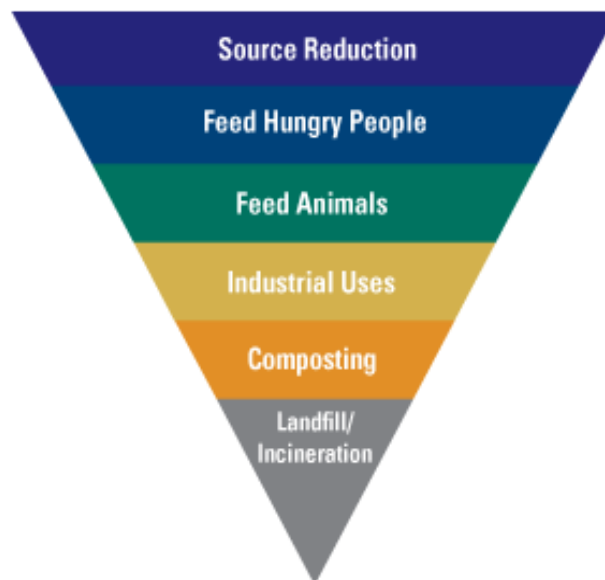 Source Reduction
Feed Hungry People
Feed Animals
Industrial Uses
Composting
Landfill/
Incineration